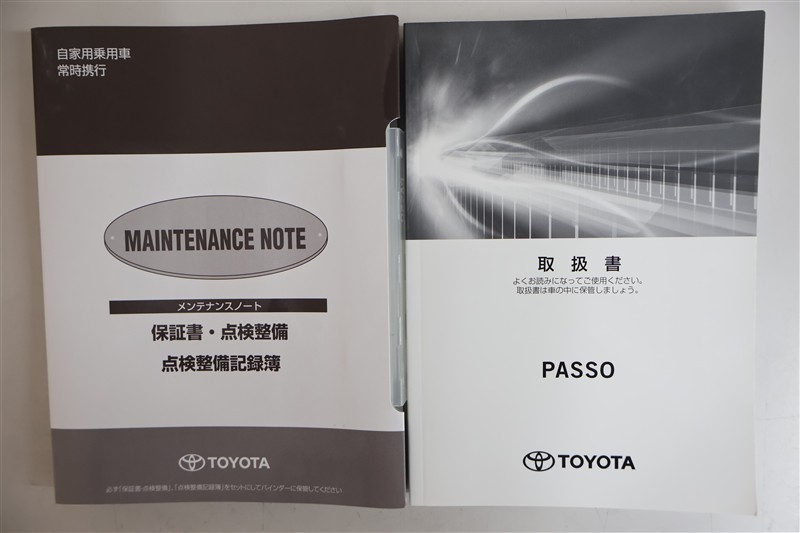 自家用乗用車
常時携行
MAINTENANCE NOTE
メンテナンスノート
保証書・点検整備
点検整備記録簿
TOYOTA
必ず「保証書・点検整備」、「点検整備記録簿」をセットにしてバインダーに保管してください
取扱書
よくお読みになってご使用ください。
取扱書は車の中に保管しましょう。
PASSO
TOYOTA